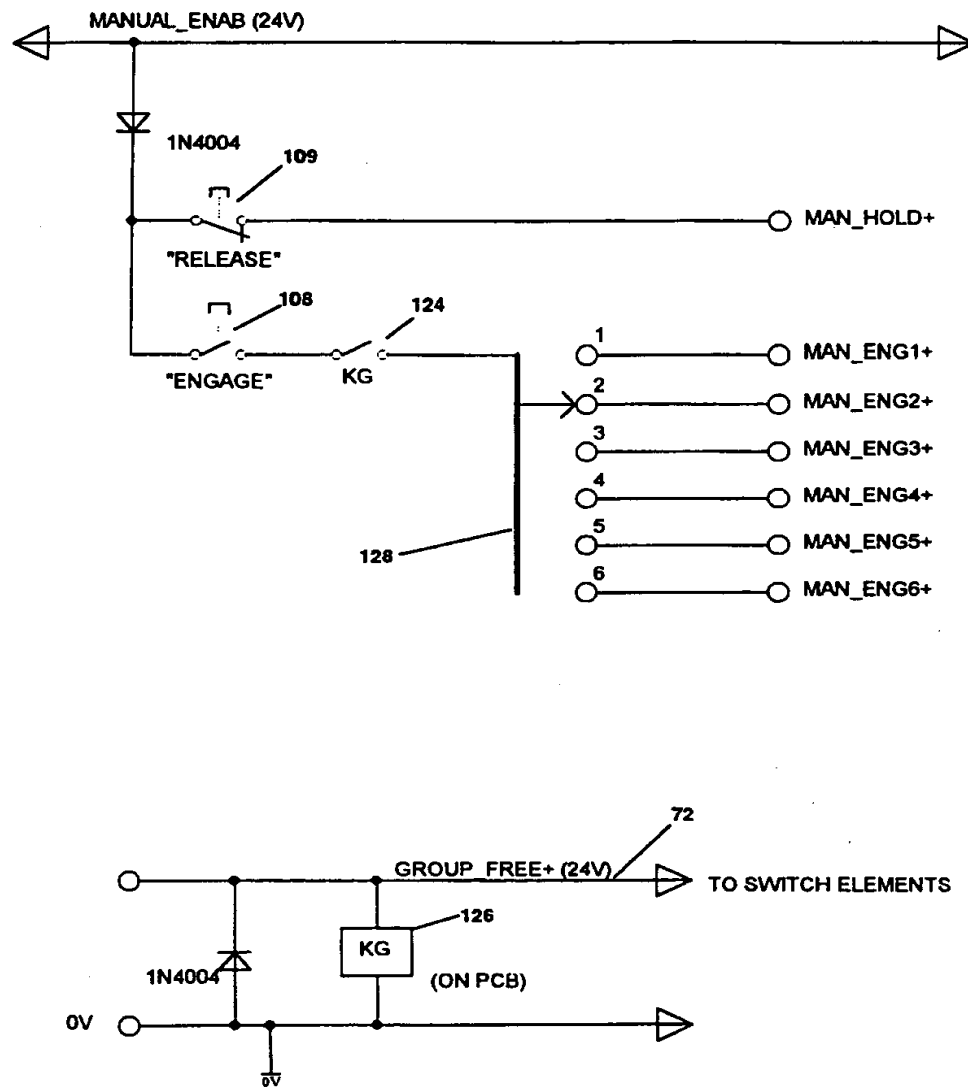 MANUAL_ENAB (24V)
1N4004
109
"RELEASE"
MAN_HOLD+
108
124
"ENGAGE"
KG
1
MAN_ENG1+
2
MAN_ENG2+
3
MAN_ENG3+
4
MAN_ENG4+
128
5
MAN_ENG5+
6
MAN_ENG6+
72
GROUP_FREE+ (24V)
TO SWITCH ELEMENTS
126
KG
1N4004
(ON PCB)
0V
0V